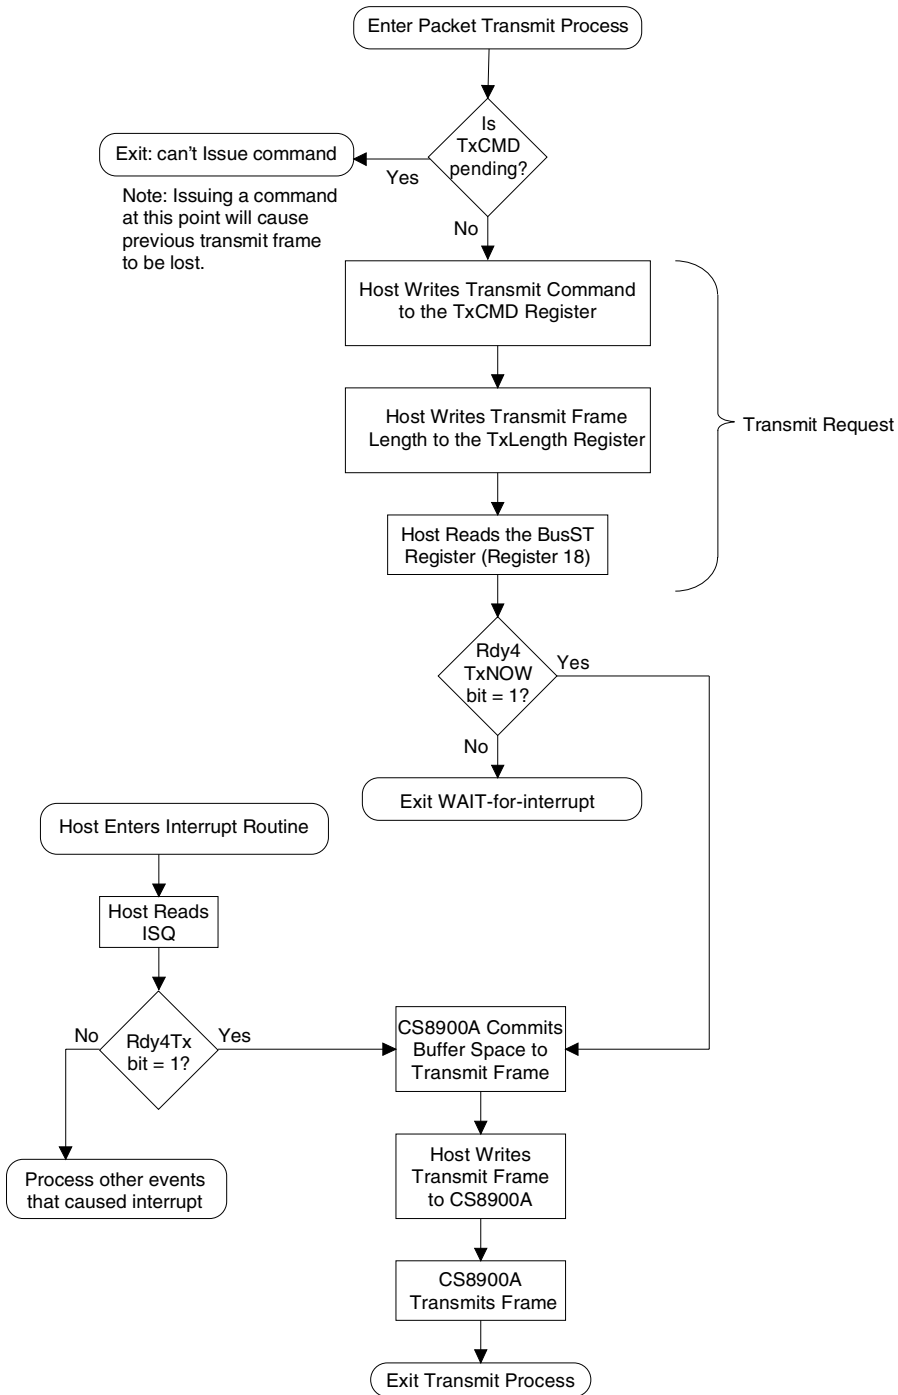 Enter Packet Transmit Process
Is
TxCMD
pending?
Exit: can't Issue command
Yes
Note: Issuing a command
at this point will cause
previous transmit frame
to be lost.
No
Host Writes Transmit Command
to the TxCMD Register
Host Writes Transmit Frame
Length to the TxLength Register
Transmit Request
Host Reads the BusST
Register (Register 18)
Rdy4
TxNOW
bit = 1?
Yes
No
Exit WAIT-for-interrupt
Host Enters Interrupt Routine
Host Reads
ISQ
No
Rdy4Tx
bit = 1?
Yes
CS8900A Commits
Buffer Space to
Transmit Frame
Process other events
that caused interrupt
Host Writes
Transmit Frame
to CS8900A
CS8900A
Transmits Frame
Exit Transmit Process